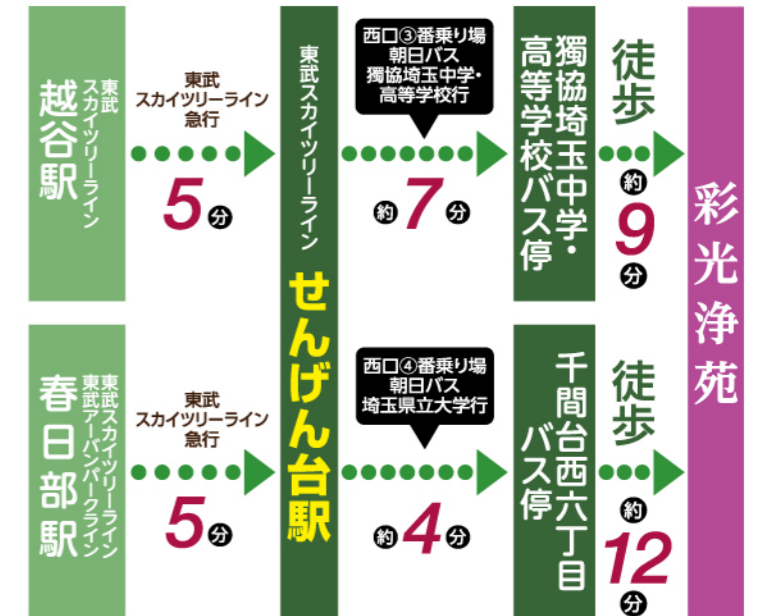 東武
スカイツリーライン
越谷駅
東武
スカイツリーライン
急行
5分
東武スカイツリーライン
せんげん台駅
西口③番乗り場
朝日バス
獨協埼玉中学・
高等学校行
約7分
獨協埼玉中学・
高等学校バス停
徒歩
約
9
分
彩光浄苑
東武スカイツリーライン
東武アーバンパークライン
春日部駅
東武
スカイツリーライン
急行
5分
西口④番乗り場
朝日バス
埼玉県立大学行
約4分
千間台西六丁目
バス停
徒歩
約
12
分